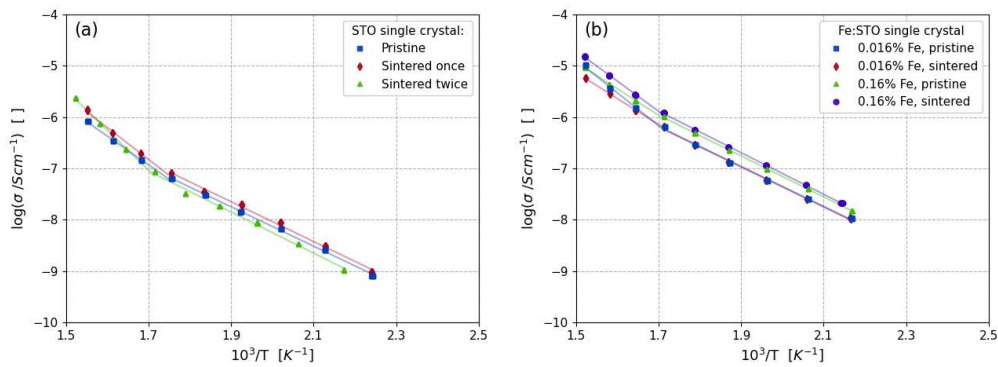 (a)
STO single crystal:
Pristine
Sintered once
Sintered twice
log(σ /Scm⁻¹) [ ]
−4
−5
−6
−7
−8
−9
−10
1.5 1.7 1.9 2.1 2.3 2.5
10³/T [K⁻¹]
(b)
Fe:STO single crystal
0.016% Fe, pristine
0.016% Fe, sintered
0.16% Fe, pristine
0.16% Fe, sintered
log(σ /Scm⁻¹) [ ]
−4
−5
−6
−7
−8
−9
−10
1.5 1.7 1.9 2.1 2.3 2.5
10³/T [K⁻¹]